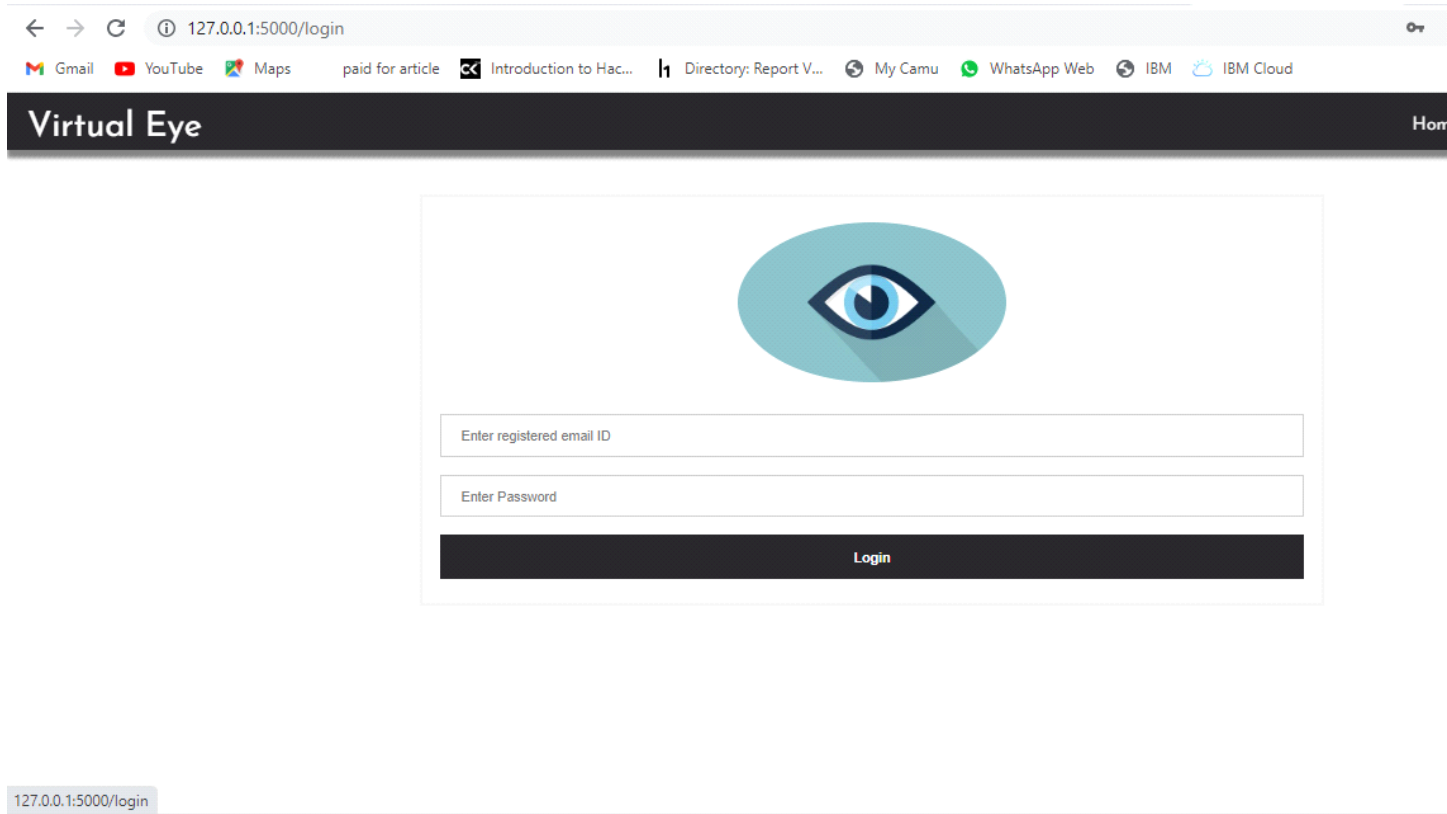 127.0.0.1:5000/login
Gmail YouTube Maps paid for article Introduction to Hac... Directory: Report V... My Camu WhatsApp Web IBM IBM Cloud
Virtual Eye Hom
Enter registered email ID
Enter Password
Login
127.0.0.1:5000/login